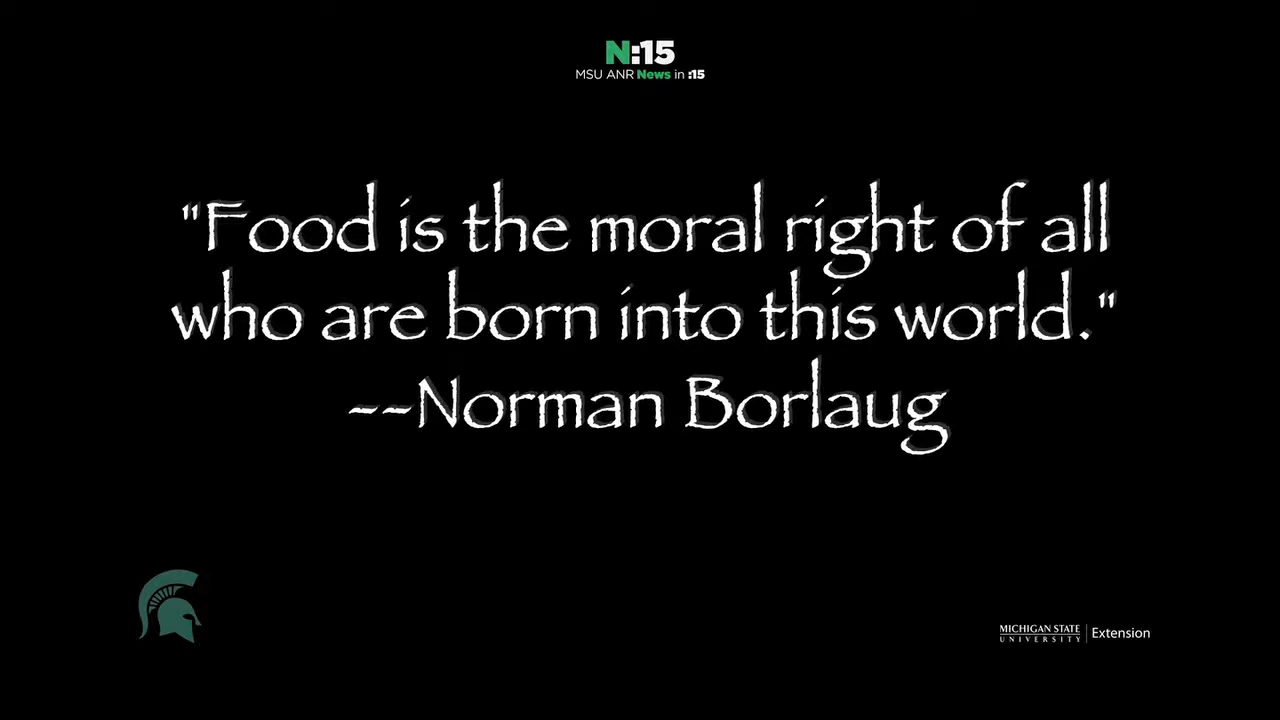 N:15
MSU ANR News in :15
"Food is the moral right of all
who are born into this world."
--Norman Borlaug
MICHIGAN STATE
UNIVERSITY
Extension